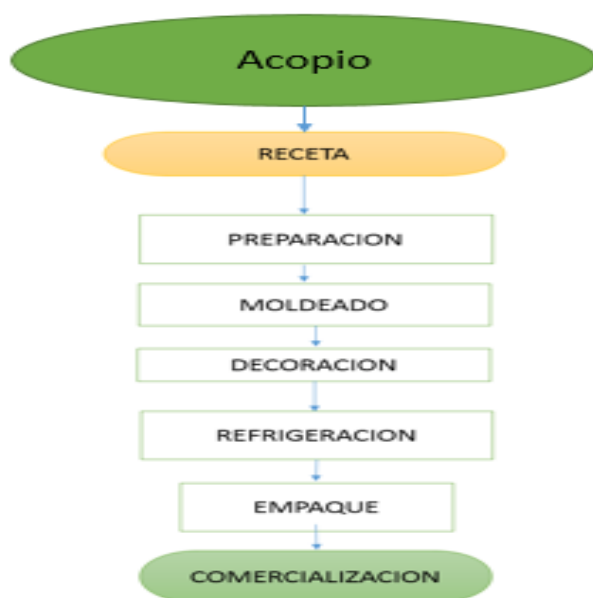 Acopio
RECETA
PREPARACION
MOLDEADO
DECORACION
REFRIGERACION
EMPAQUE
COMERCIALIZACION